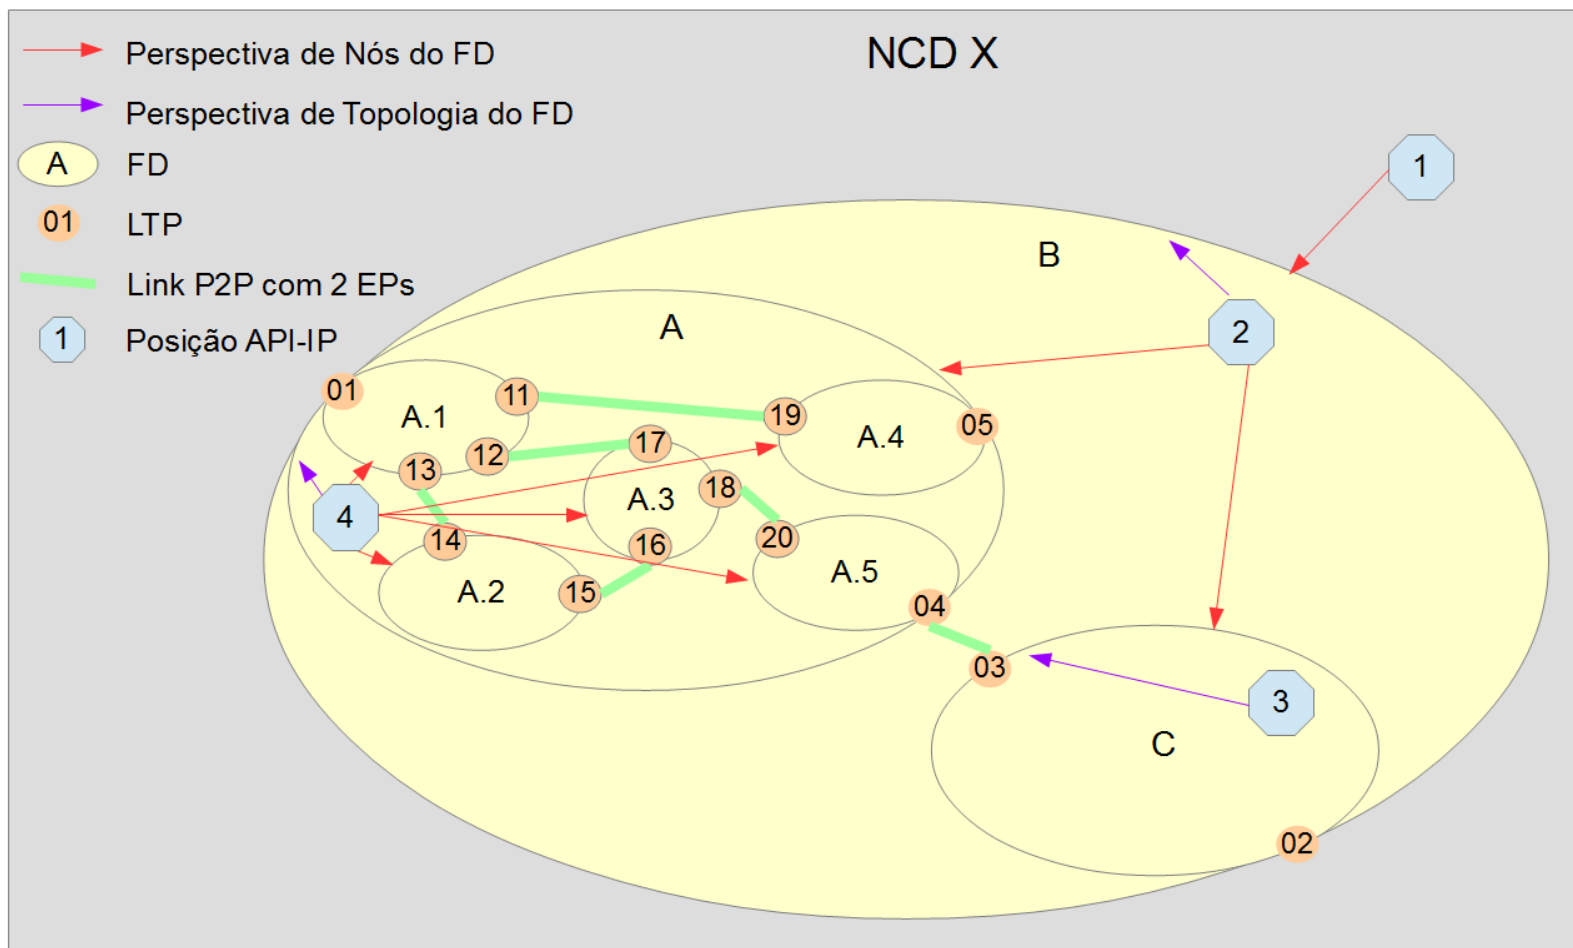 Perspectiva de Nós do FD
NCD X
Perspectiva de Topologia do FD
A
FD
01
LTP
Link P2P com 2 EPs
1
Posição API-IP
1
B
2
A
01
11
A.1
12
13
19
A.4
05
17
18
A.3
16
4
14
A.2
15
20
A.5
04
03
3
C
02